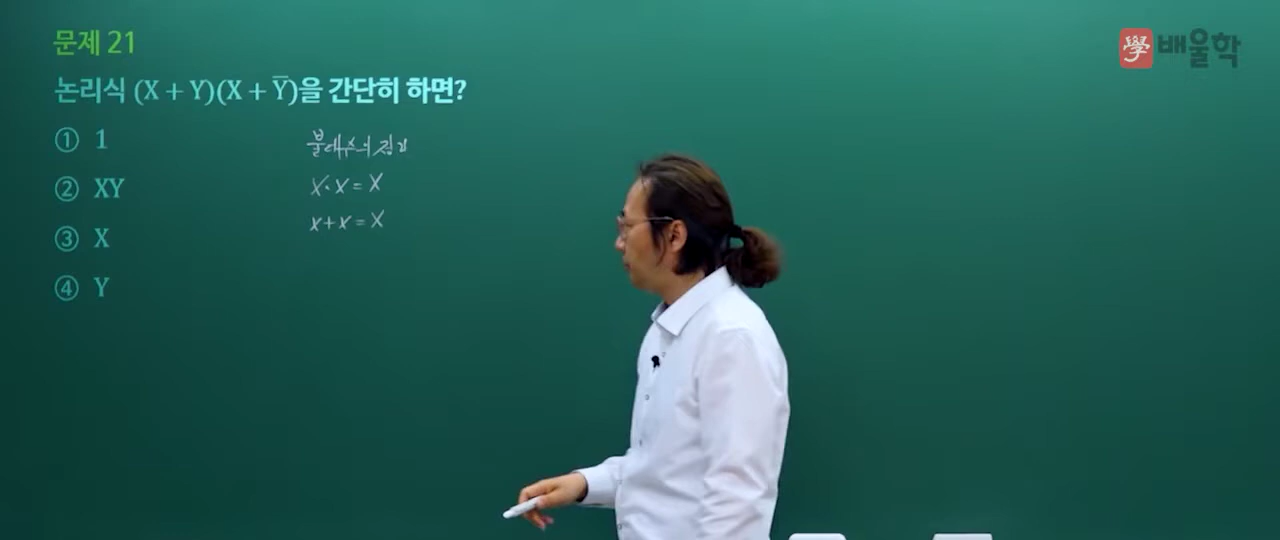 문제 21
學 배울학
논리식 (X + Y)(X + Y̅)을 간단히 하면?
① 1
② XY
③ X
④ Y
불대수의 정리
X·X = X
X+X = X